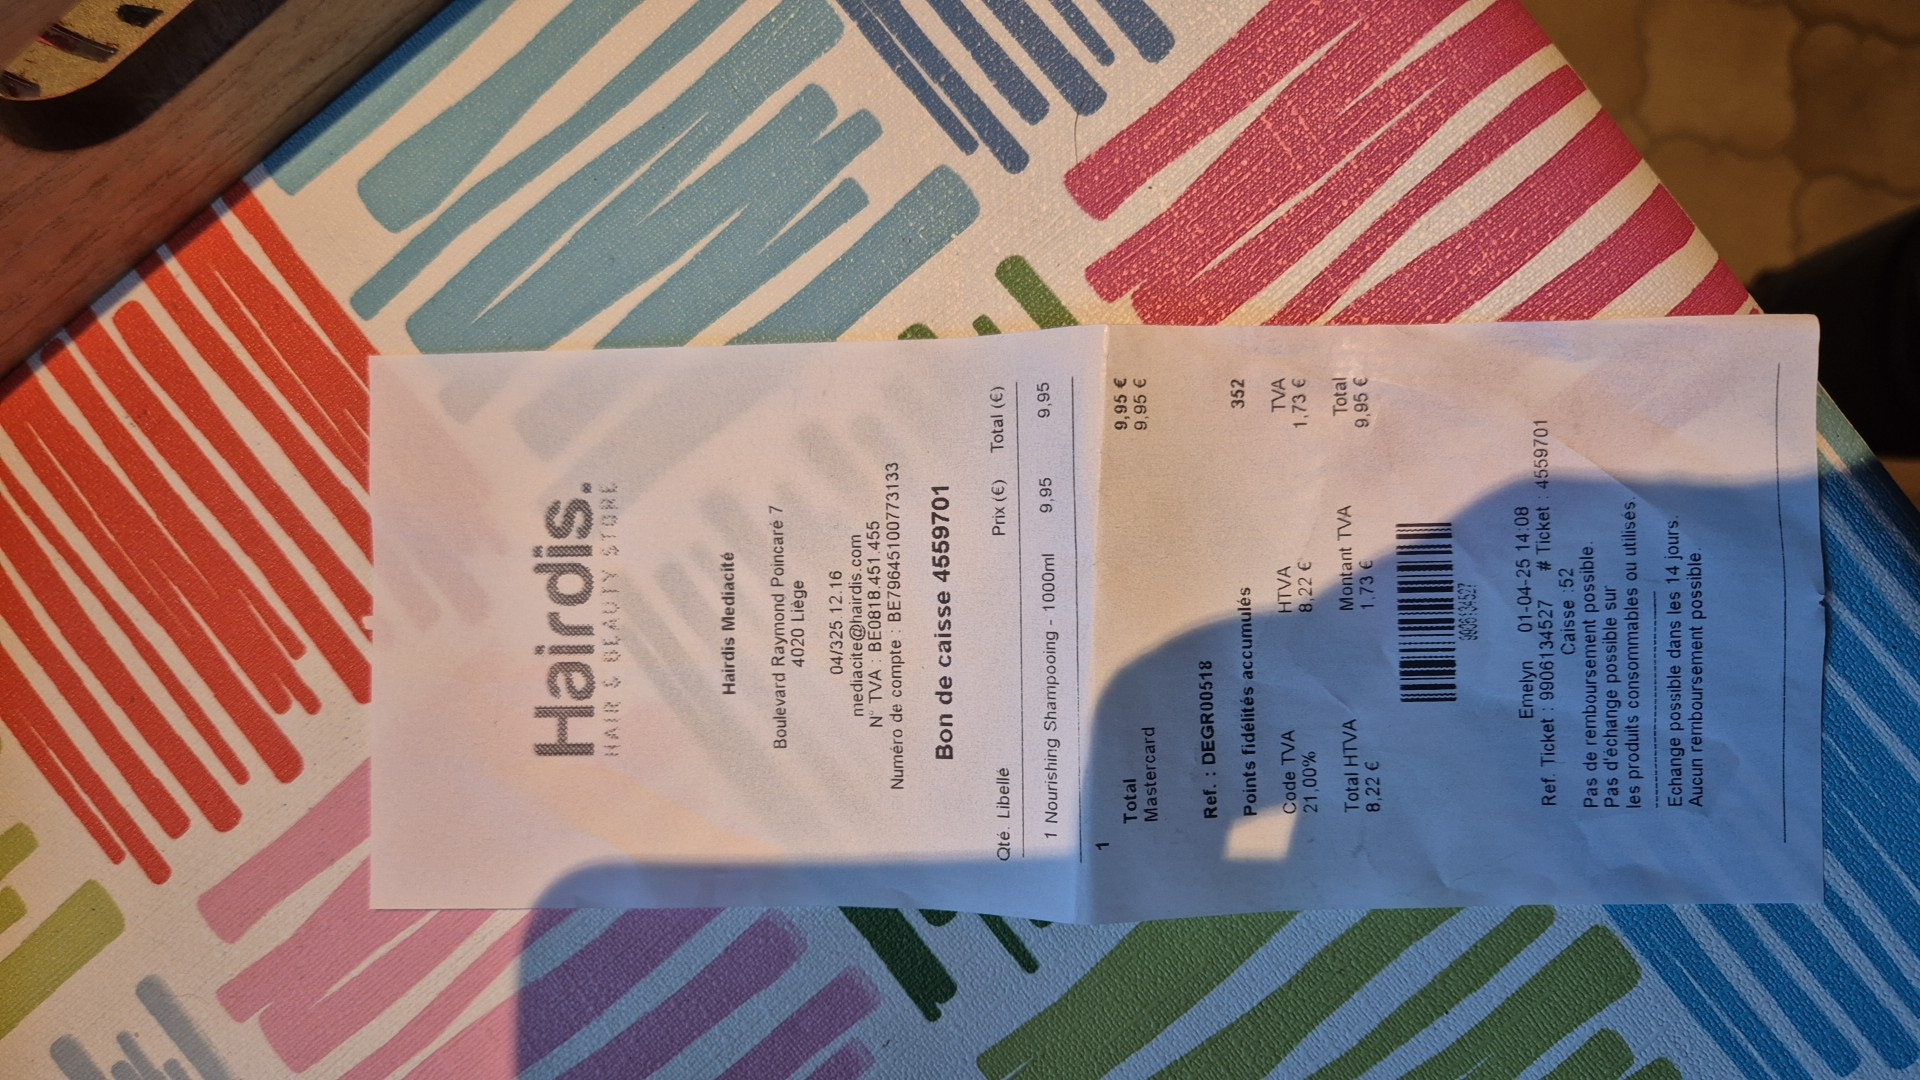 Hairdis.
HAIR & BEAUTY STORE
Hairdis Mediacité
Boulevard Raymond Poincaré 7
4020 Liège
04/325 12.16
mediacite@hairdis.com
N° TVA : BE0818.451.455
Numéro de compte : BE79645100773133
Bon de caisse 4559701
Qté. Libellé Prix (€) Total (€)
1 Nourishing Shampooing - 1000ml 9,95 9,95
1
Total 9,95 €
Mastercard 9,95 €
Ref. : DEGR00518
Points fidélités accumulés 352
Code TVA HTVA TVA
21,00% 8,22 € 1,73 €
Total HTVA Montant TVA Total
8,22 € 1,73 € 9,95 €
9906134527
Emelyn 01-04-25 14:08
Ref. Ticket : 9906134527 # Ticket : 4559701
Caisse :52
Pas de remboursement possible.
Pas d'échange possible sur
les produits consommables ou utilisés
Echange possible dans les 14 jours.
Aucun remboursement possible.